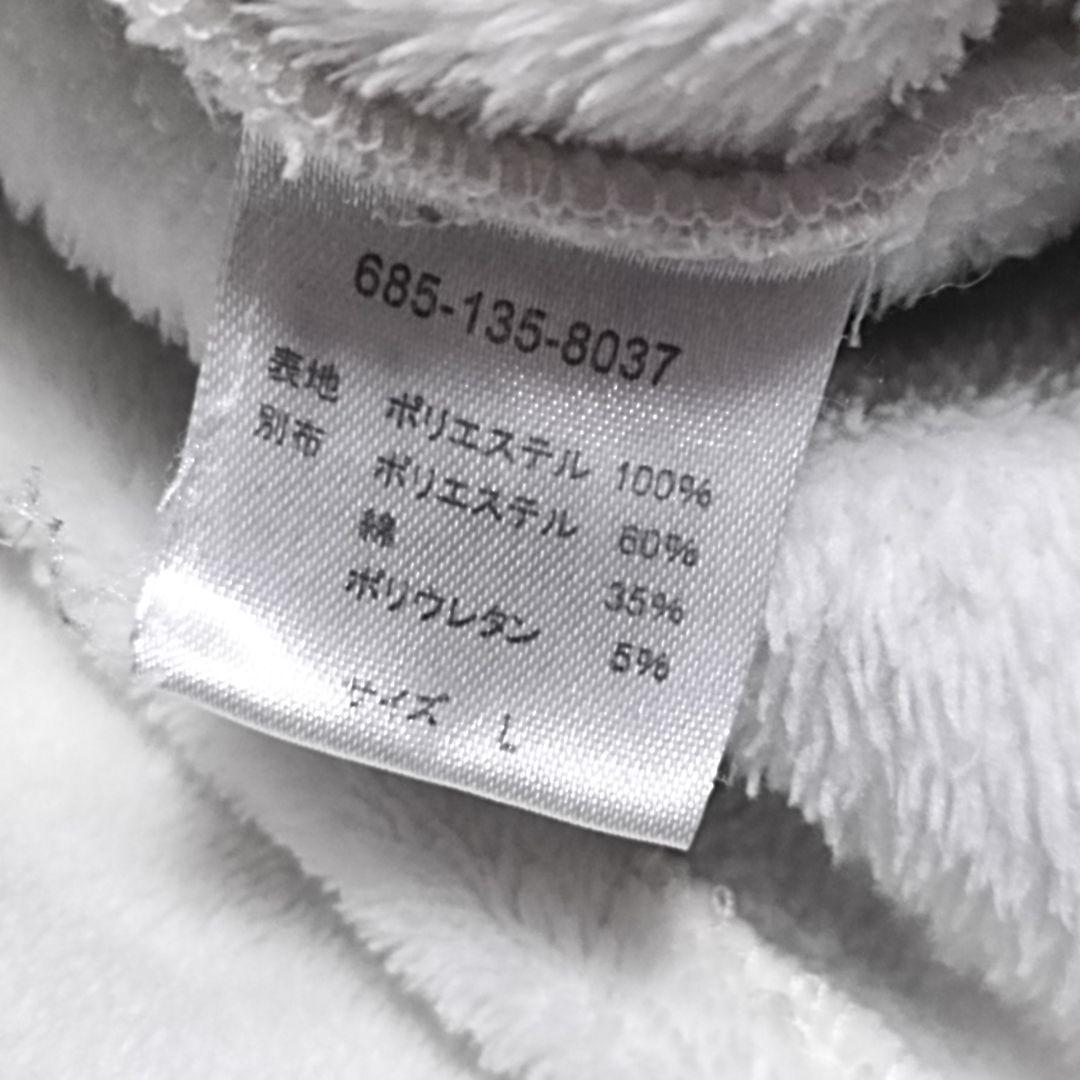 685-135-8037
表地 ポリエステル 100%
別布 ポリエステル 60%
綿 35%
ポリウレタン 5%
サイズ L